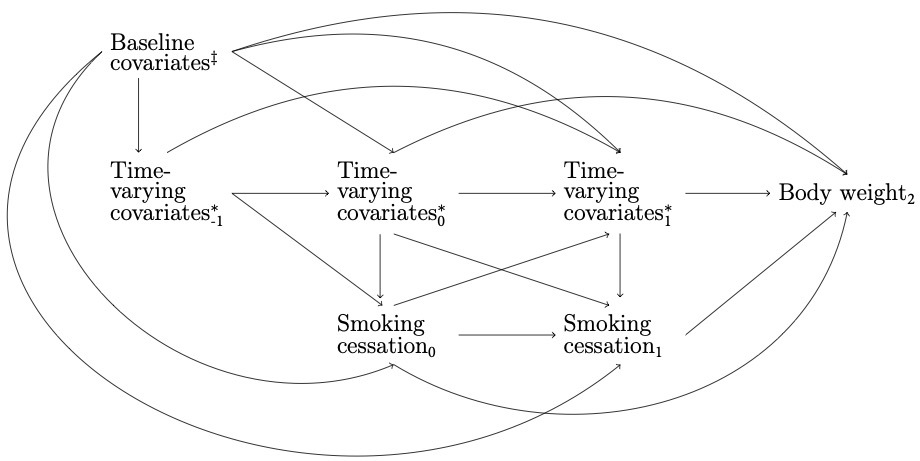 Baseline
covariates‡
Time-
varying
covariates*-1
Time-
varying
covariates*0
Time-
varying
covariates*1
Body weight2
Smoking
cessation0
Smoking
cessation1